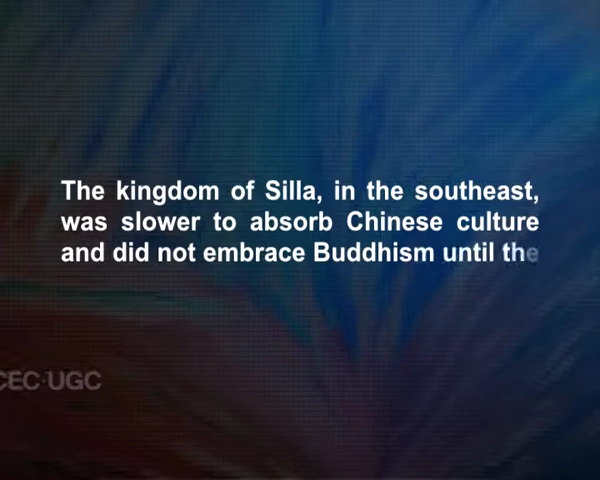 The kingdom of Silla, in the southeast,
was slower to absorb Chinese culture
and did not embrace Buddhism until the
CEC-UGC